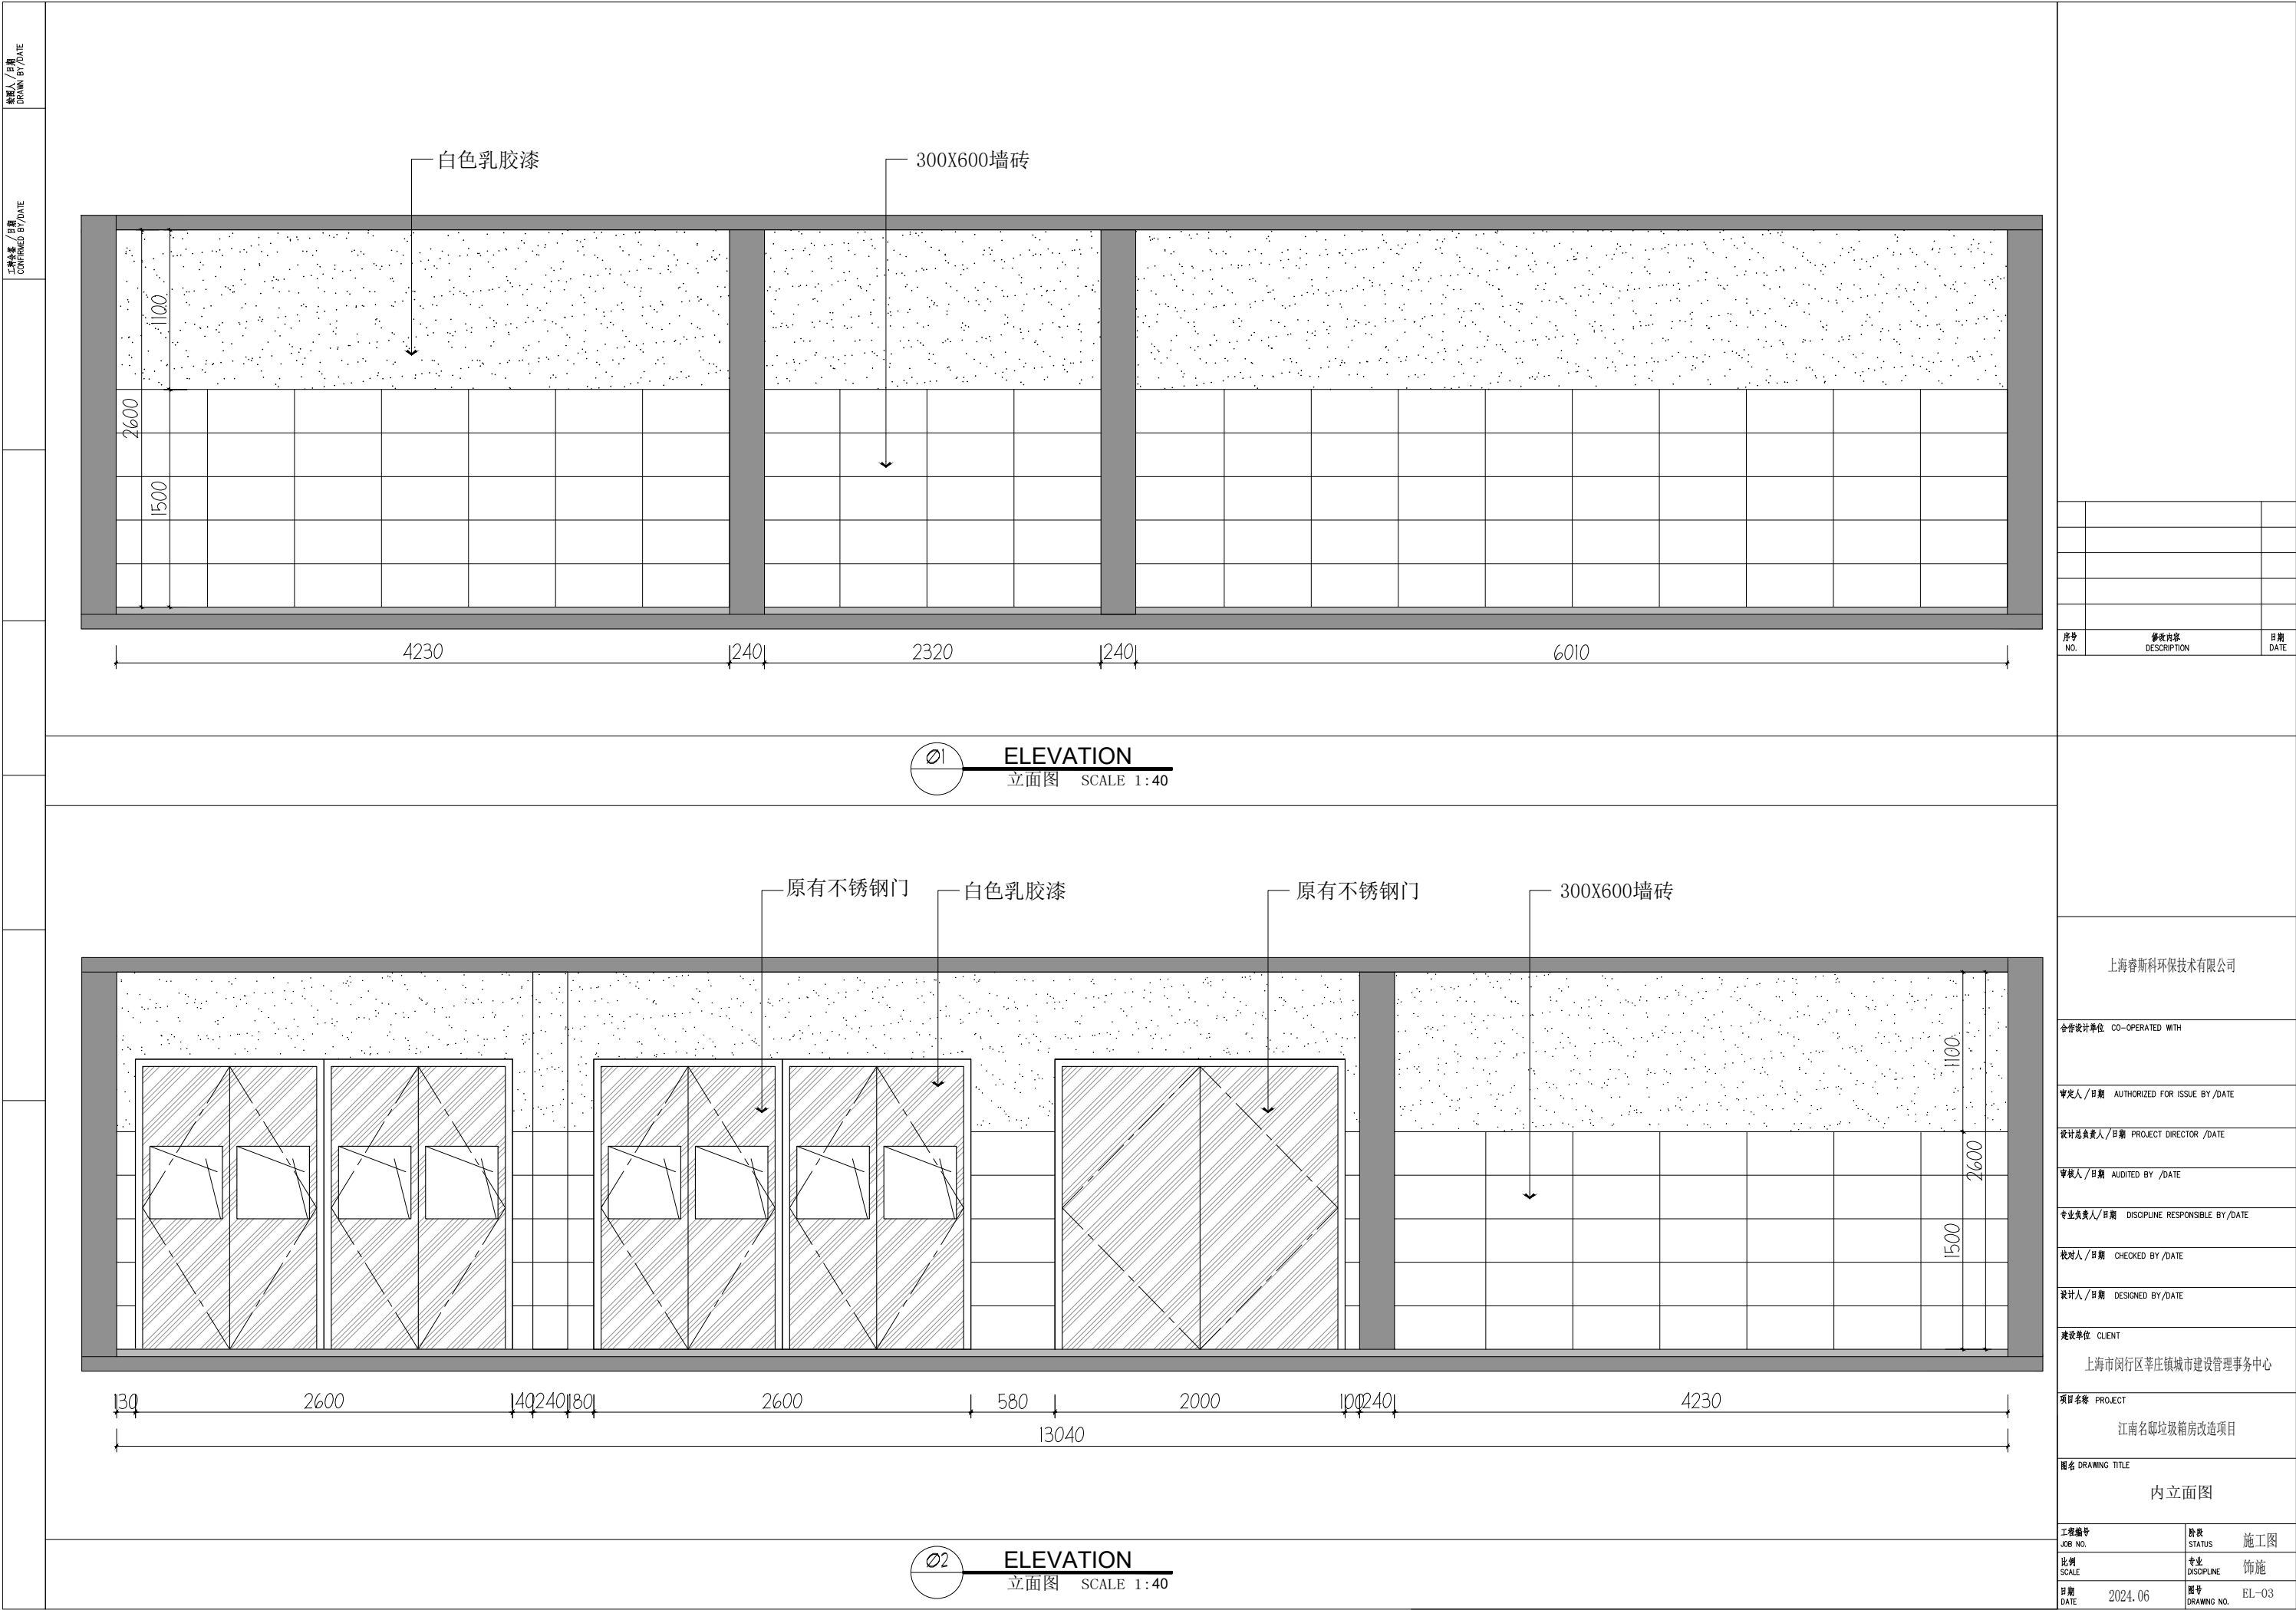 绘图人 / 日期
DRAWN BY/DATE
工种会签 / 日期
CONFIRMED BY/DATE
白色乳胶漆
300X600墙砖
1100
2600
1500
4230
240
2320
240
6010
Ø1
ELEVATION
立面图 SCALE 1:40
原有不锈钢门
白色乳胶漆
原有不锈钢门
300X600墙砖
1100
2600
1500
130
2600
140
240
180
2600
580
2000
100
240
4230
13040
Ø2
ELEVATION
立面图 SCALE 1:40
序号 修改内容 日期
NO. DESCRIPTION DATE
上海睿斯科环保技术有限公司
合作设计单位 CO-OPERATED WITH
审定人 / 日期 AUTHORIZED FOR ISSUE BY /DATE
设计总负责人 / 日期 PROJECT DIRECTOR /DATE
审核人 / 日期 AUDITED BY /DATE
专业负责人/ 日期 DISCIPLINE RESPONSIBLE BY /DATE
校对人 / 日期 CHECKED BY /DATE
设计人 / 日期 DESIGNED BY/DATE
建设单位 CLIENT
上海市闵行区莘庄镇城市建设管理事务中心
项目名称 PROJECT
江南名邸垃圾箱房改造项目
图名 DRAWING TITLE
内立面图
工程编号
JOB NO.
阶段
STATUS
施工图
比例
SCALE
专业
DISCIPLINE
饰施
日期
DATE
2024.06
图号
DRAWING NO.
EL-03